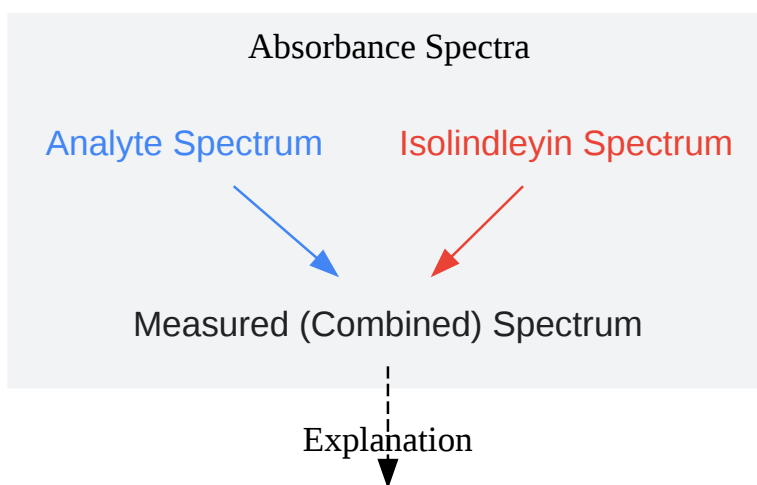 Absorbance Spectra
Analyte Spectrum
Isolindleyin Spectrum
Measured (Combined) Spectrum
Explanation